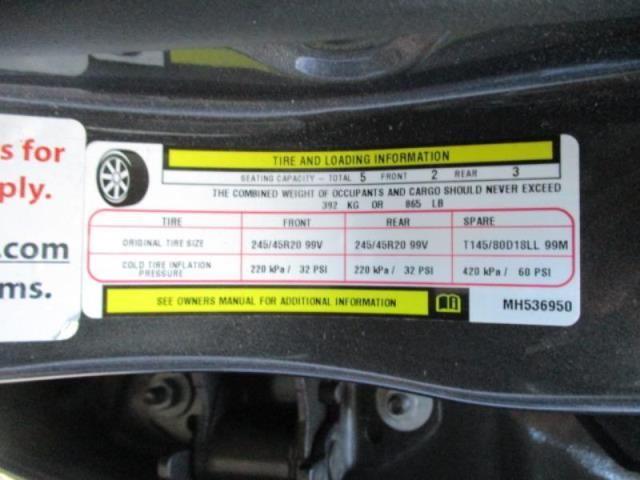 s for
ply.
.com
ms.
TIRE AND LOADING INFORMATION
SEATING CAPACITY - TOTAL 5 FRONT 2 REAR 3
THE COMBINED WEIGHT OF OCCUPANTS AND CARGO SHOULD NEVER EXCEED
392 KG OR 865 LB
TIRE FRONT REAR SPARE
ORIGINAL TIRE SIZE 245/45R20 99V 245/45R20 99V T145/80D18LL 99M
COLD TIRE INFLATION
PRESSURE 220 kPa / 32 PSI 220 kPa / 32 PSI 420 kPa / 60 PSI
SEE OWNERS MANUAL FOR ADDITIONAL INFORMATION
MH536950